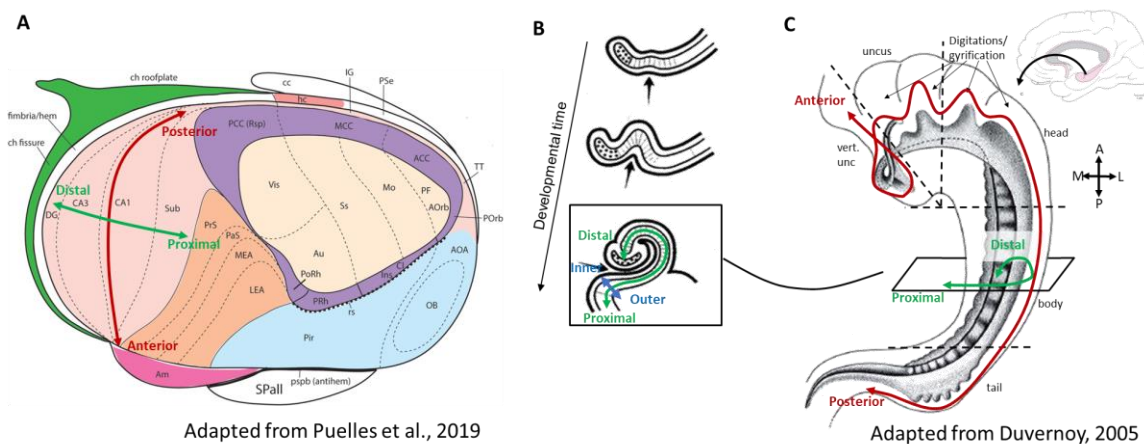 A
ch roofplate
fimbria/hem
ch fissure
cc
hc
IG
PSe
Posterior
PCC (Rsp)
MCC
ACC
TT
Distal
CA3
CA1
DG
Sub
Vis
Mo
PF
AOrb
POrb
Ss
Proximal
PrS
PaS
MEA
LEA
Au
PoRh
PRh
Ins
Cl
rs
AOA
OB
Pir
Anterior
Am
SPall
pspb (antihem)
Adapted from Puelles et al., 2019
B
Developmental time
Distal
Inner
Outer
Proximal
C
uncus
Digitations/
gyrification
Anterior
vert.
unc
head
A
M
L
P
Distal
Proximal
body
tail
Posterior
Adapted from Duvernoy, 2005